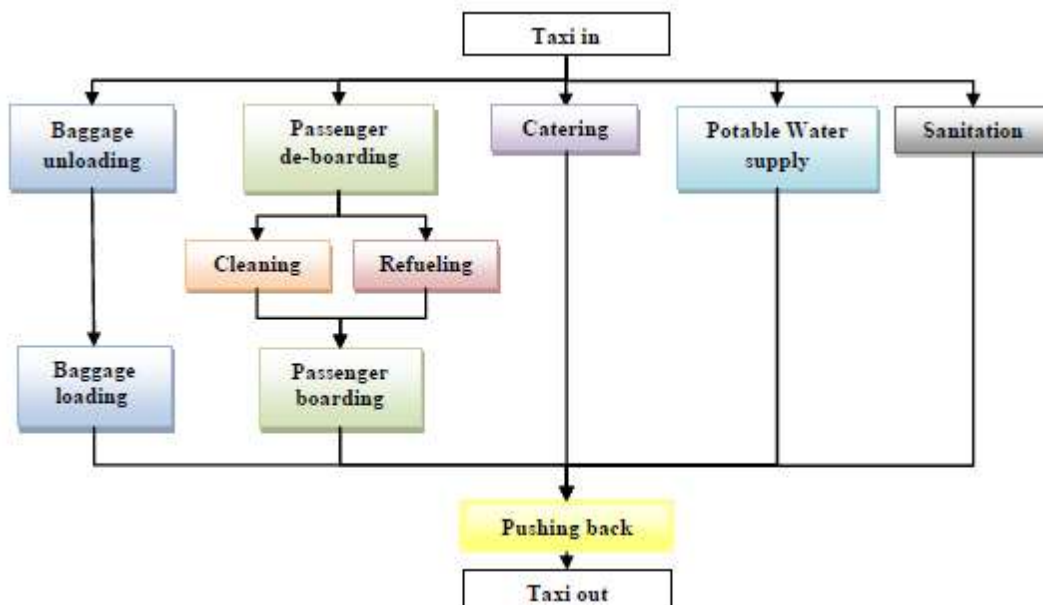 Taxi in
Baggage
unloading
Passenger
de-boarding
Catering
Potable Water
supply
Sanitation
Cleaning
Refueling
Baggage
loading
Passenger
boarding
Pushing back
Taxi out